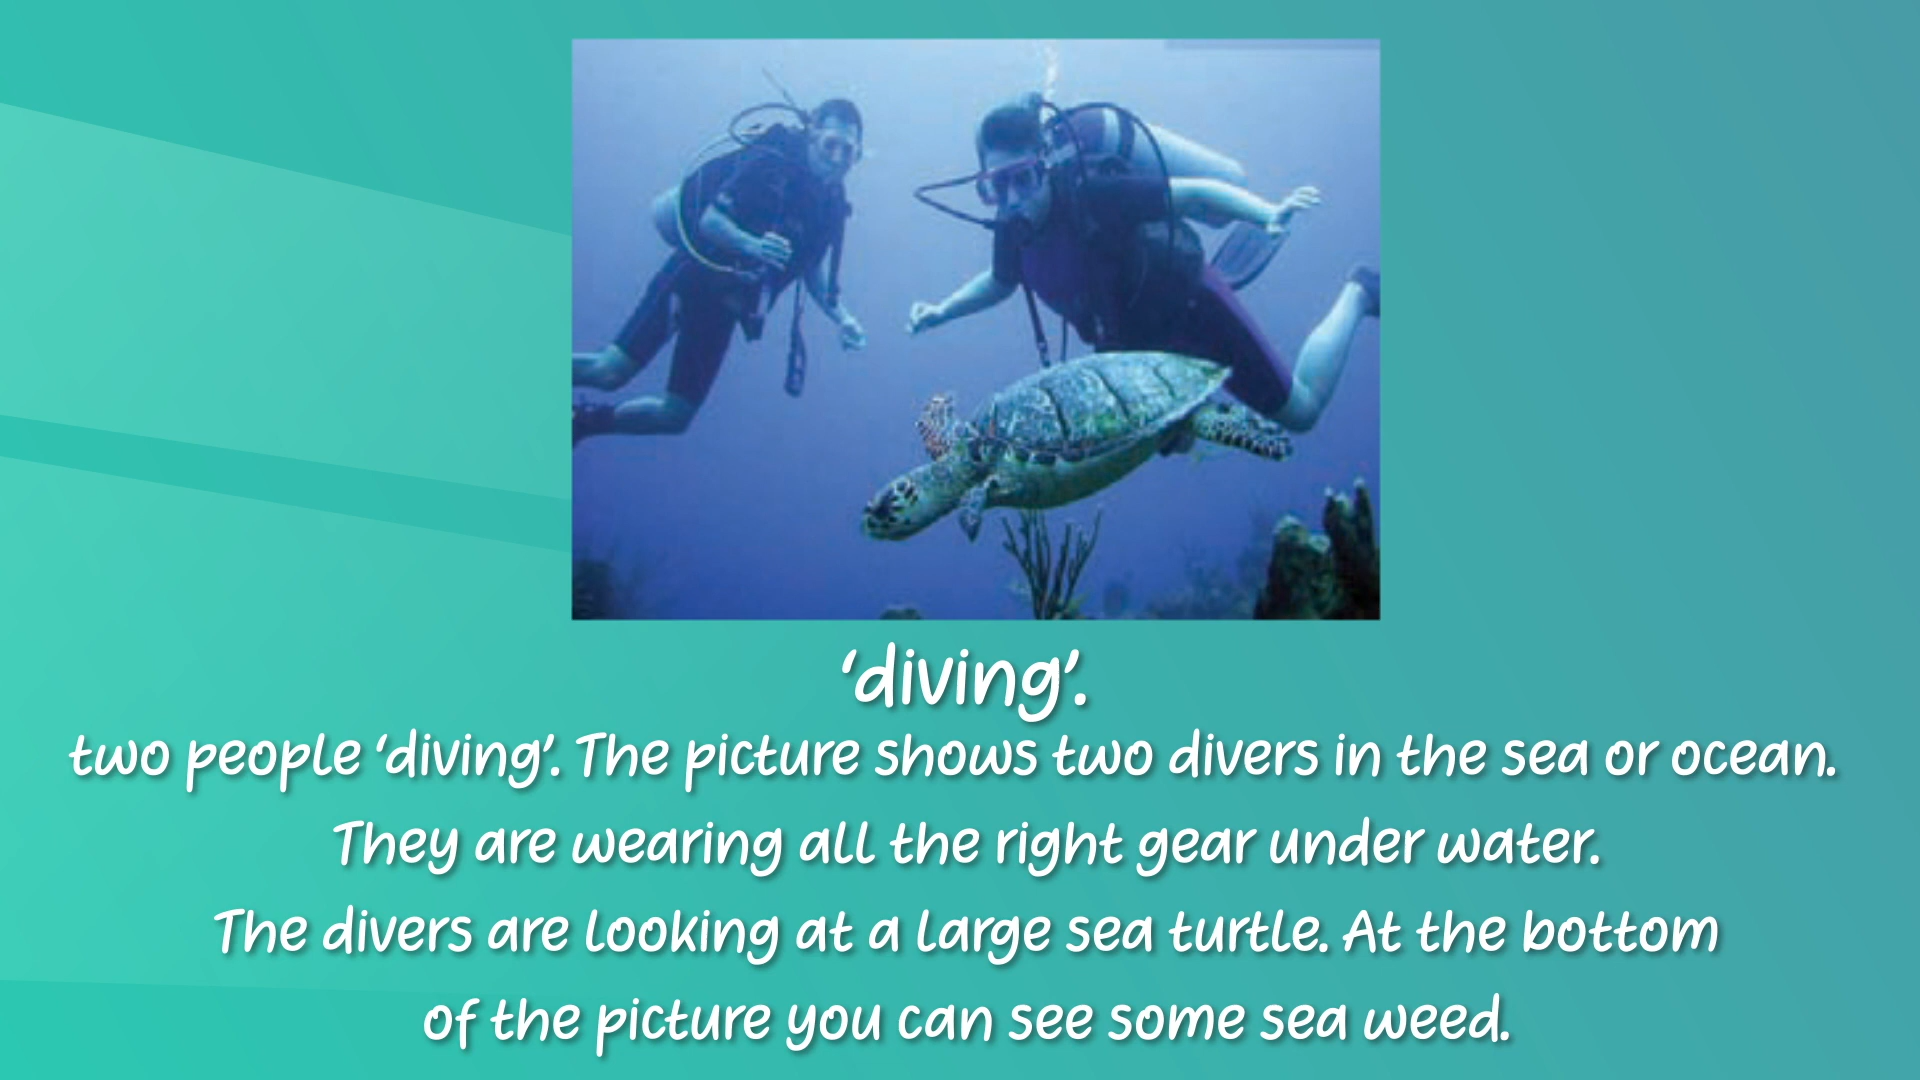 ‘diving’.
two people ‘diving’. The picture shows two divers in the sea or ocean.
They are wearing all the right gear under water.
The divers are looking at a large sea turtle. At the bottom
of the picture you can see some sea weed.